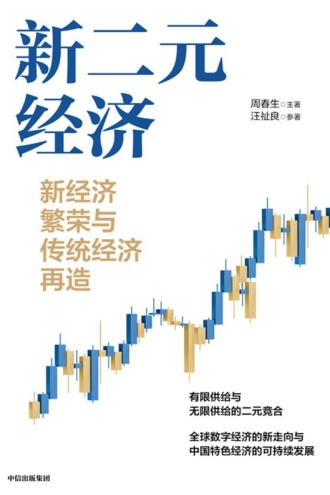 新二元
经济
周春生 主著
汪祉良 参著
新经济
繁荣与
传统经济
再造
有限供给与
无限供给的二元竞合
全球数字经济的新走向与
中国特色经济的可持续发展
中信出版集团